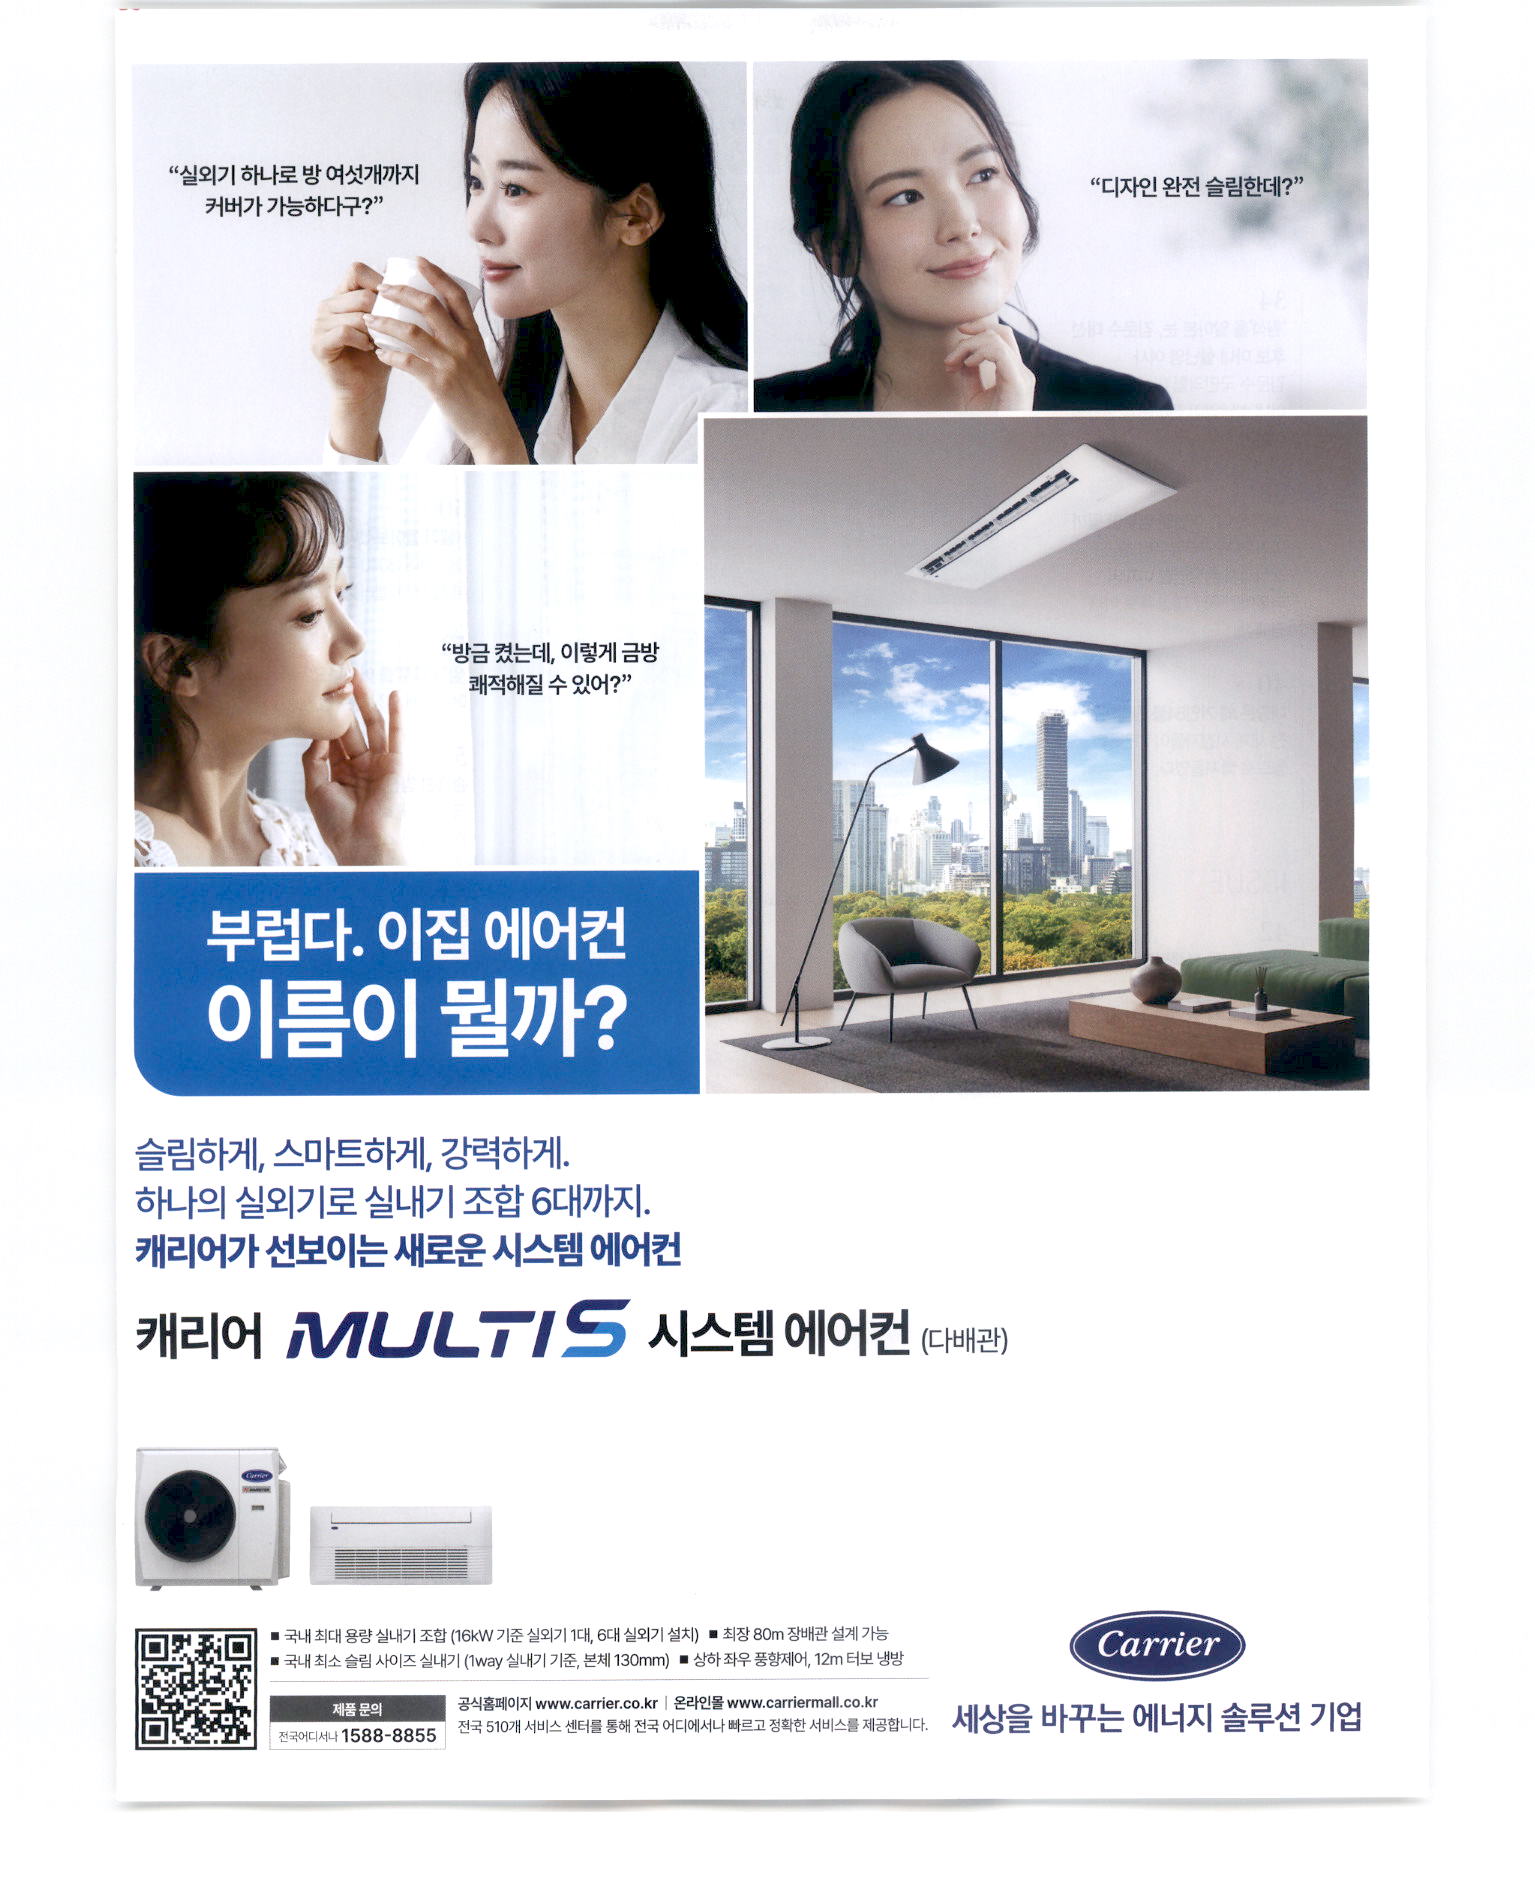 “실외기 하나로 방 여섯개까지
커버가 가능하다구?”
“디자인 완전 슬림한데?”
“방금 켰는데, 이렇게 금방
쾌적해질 수 있어?”
부럽다. 이집 에어컨
이름이 뭘까?
슬림하게, 스마트하게, 강력하게.
하나의 실외기로 실내기 조합 6대까지.
캐리어가 선보이는 새로운 시스템 에어컨
캐리어 MULTI S 시스템 에어컨 (다배관)
Carrier
INVERTER
■ 국내 최대 용량 실내기 조합 (16kW 기준 실외기 1대, 6대 실외기 설치) ■ 최장 80m 장배관 설계 가능
■ 국내 최소 슬림 사이즈 실내기 (1way 실내기 기준, 본체 130mm) ■ 상하 좌우 풍향제어, 12m 터보 냉방
제품 문의
전국어디서나 1588-8855
공식홈페이지 www.carrier.co.kr | 온라인몰 www.carriermall.co.kr
전국 510개 서비스 센터를 통해 전국 어디에서나 빠르고 정확한 서비스를 제공합니다.
Carrier
세상을 바꾸는 에너지 솔루션 기업